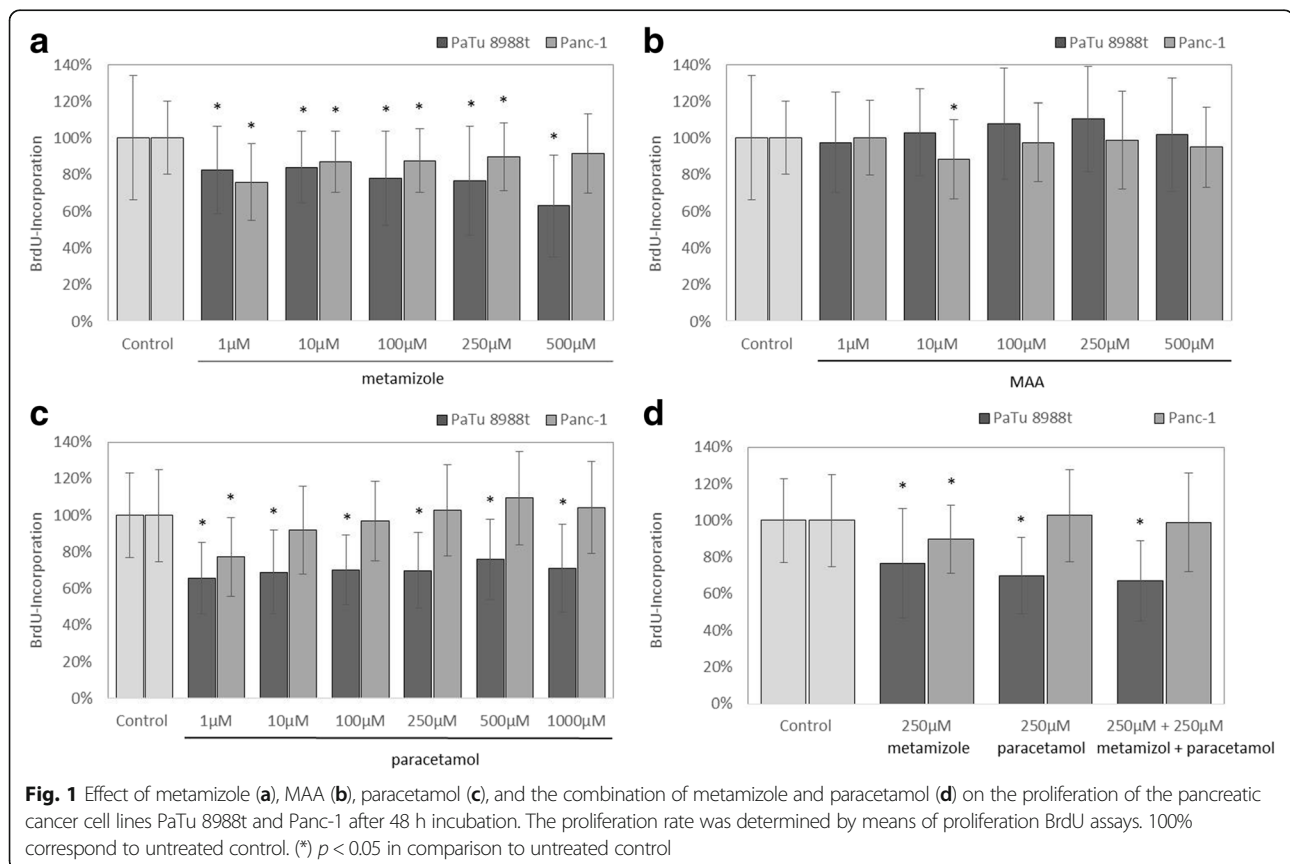 a
PaTu 8988t Panc-1
140%
120%
100%
80%
60%
40%
20%
0%
BrdU-Incorporation
* * * * * * * * *
Control 1µM 10µM 100µM 250µM 500µM
metamizole
b
PaTu 8988t Panc-1
140%
120%
100%
80%
60%
40%
20%
0%
BrdU-Incorporation
*
Control 1µM 10µM 100µM 250µM 500µM
MAA
c
PaTu 8988t Panc-1
140%
120%
100%
80%
60%
40%
20%
0%
BrdU-Incorporation
* * * * * * *
Control 1µM 10µM 100µM 250µM 500µM 1000µM
paracetamol
d
PaTu 8988t Panc-1
140%
120%
100%
80%
60%
40%
20%
0%
BrdU-Incorporation
* * * *
Control 250µM 250µM 250µM + 250µM
metamizole paracetamol metamizol + paracetamol
Fig. 1 Effect of metamizole (a), MAA (b), paracetamol (c), and the combination of metamizole and paracetamol (d) on the proliferation of the pancreatic
cancer cell lines PaTu 8988t and Panc-1 after 48 h incubation. The proliferation rate was determined by means of proliferation BrdU assays. 100%
correspond to untreated control. (*) p < 0.05 in comparison to untreated control